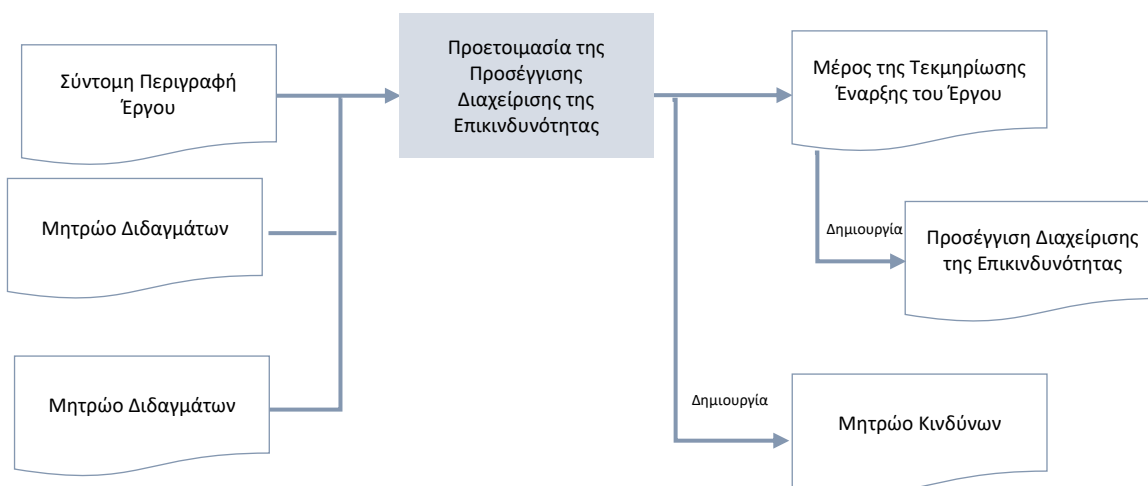 Σύντομη Περιγραφή
Έργου
Μητρώο Διδαγμάτων
Μητρώο Διδαγμάτων
Προετοιμασία της
Προσέγγισης
Διαχείρισης της
Επικινδυνότητας
Μέρος της Τεκμηρίωσης
Έναρξης του Έργου
Δημιουργία
Προσέγγιση Διαχείρισης
της Επικινδυνότητας
Δημιουργία
Μητρώο Κινδύνων